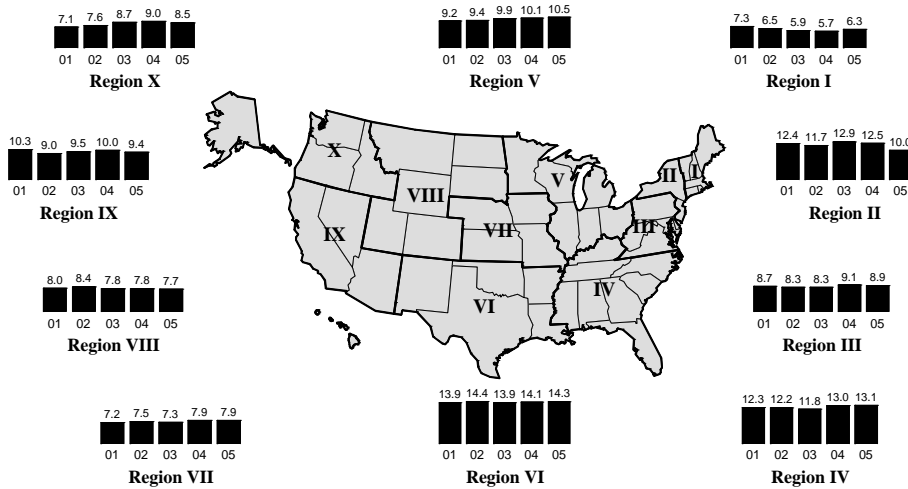 7.1 7.6 8.7 9.0 8.5
01 02 03 04 05
Region X
9.2 9.4 9.9 10.1 10.5
01 02 03 04 05
Region V
7.3 6.5 5.9 5.7 6.3
01 02 03 04 05
Region I
10.3 9.0 9.5 10.0 9.4
01 02 03 04 05
Region IX
12.4 11.7 12.9 12.5 10.0
01 02 03 04 05
Region II
X
V
II
I
VIII
IX
VII
III
VI
IV
8.0 8.4 7.8 7.8 7.7
01 02 03 04 05
Region VIII
8.7 8.3 8.3 9.1 8.9
01 02 03 04 05
Region III
7.2 7.5 7.3 7.9 7.9
01 02 03 04 05
Region VII
13.9 14.4 13.9 14.1 14.3
01 02 03 04 05
Region VI
12.3 12.2 11.8 13.0 13.1
01 02 03 04 05
Region IV